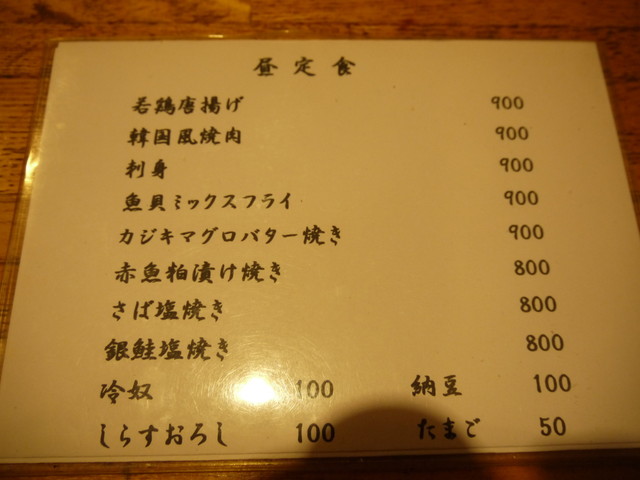 昼定食
若鶏唐揚げ 900
韓国風焼肉 900
刺身 900
魚貝ミックスフライ 900
カジキマグロバター焼き 900
赤魚粕漬け焼き 800
さば塩焼き 800
銀鮭塩焼き 800
冷奴 100 納豆 100
しらすおろし 100 たまご 50